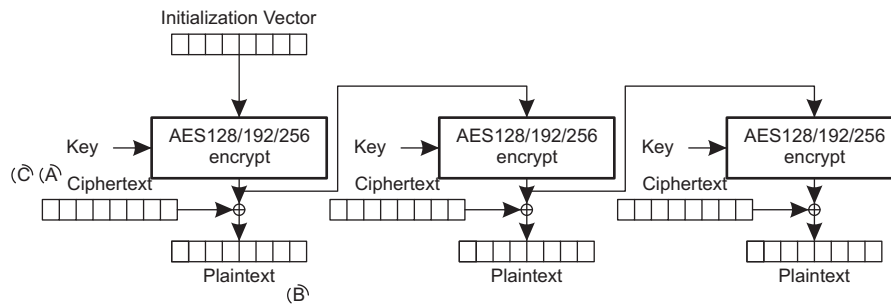 Initialization Vector
AES128/192/256
encrypt
AES128/192/256
encrypt
AES128/192/256
encrypt
Key
Key
Key
(C) (A)
Ciphertext
Ciphertext
Ciphertext
Plaintext
Plaintext
Plaintext
(B)